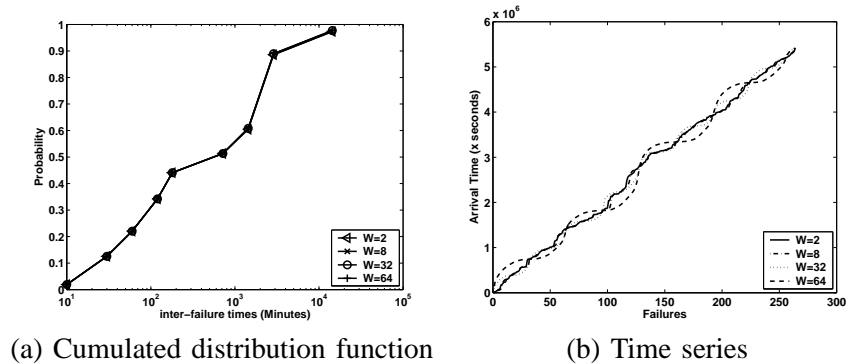 1
0.9
0.8
0.7
0.6
0.5
0.4
0.3
0.2
0.1
0
Probability
10^1
10^2
10^3
10^4
10^5
inter-failure times (Minutes)
W=2
W=8
W=32
W=64
(a) Cumulated distribution function
x 10^6
6
5
4
3
2
1
0
Arrival Time (x seconds)
0
50
100
150
200
250
300
Failures
W=2
W=8
W=32
W=64
(b) Time series